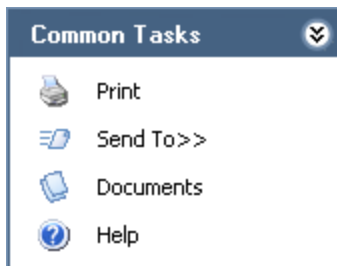 Common Tasks
Print
Send To>>
Documents
Help